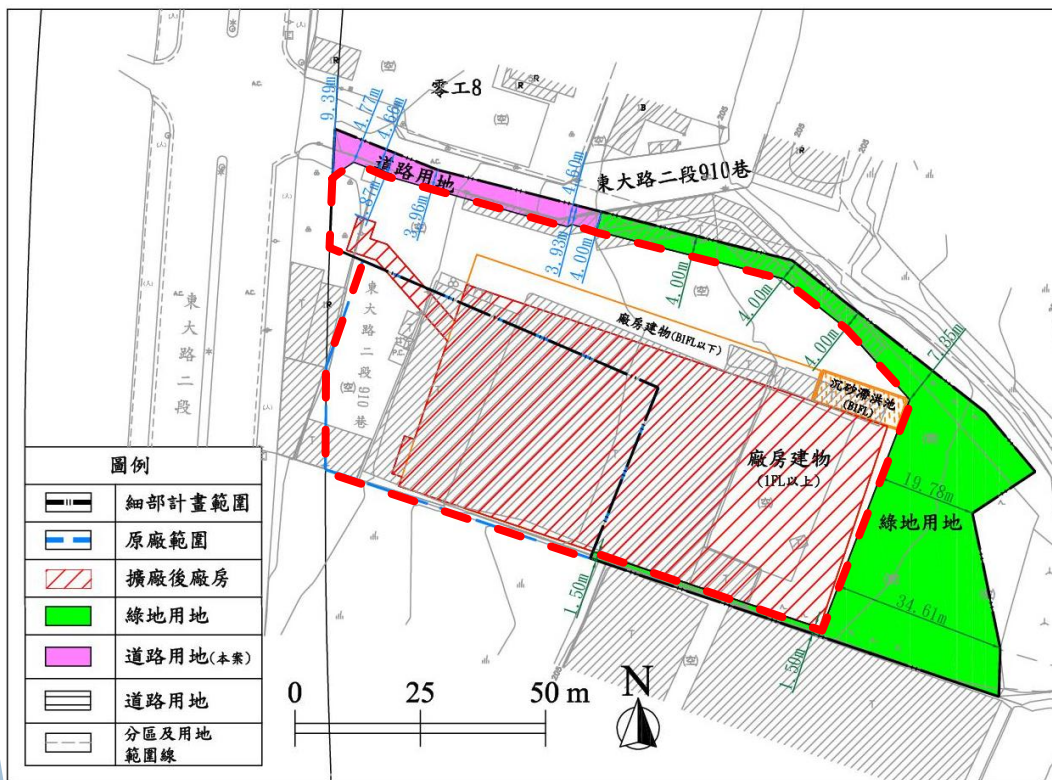 零工8
9.39m
4.77m
4.66m
道路用地
.87m
3.96m
4.60m
3.93m
4.00m
東大路二段910巷
4.00m
4.00m
4.00m
7.35m
廠房建物(B1FL以下)
沉砂滯洪池
(B1FL)
廠房建物
(1FL以上)
19.78m
綠地用地
34.61m
1.50m
1.50m
東大路二段
東大路二段910巷
圖例
細部計畫範圍
原廠範圍
擴廠後廠房
綠地用地
道路用地(本案)
道路用地
分區及用地
範圍線
0 25 50 m
N